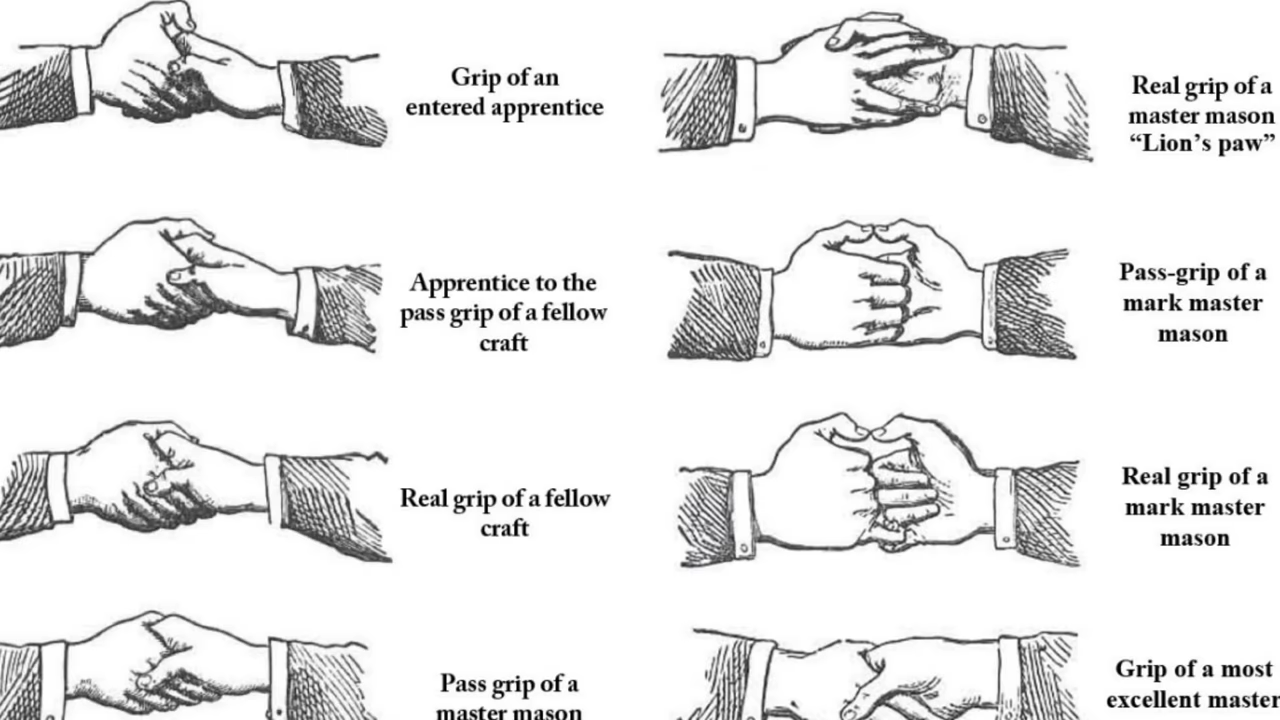 Grip of an
entered apprentice
Apprentice to the
pass grip of a fellow
craft
Real grip of a fellow
craft
Pass grip of a
master mason
Real grip of a
master mason
“Lion’s paw”
Pass-grip of a
mark master
mason
Real grip of a
mark master
mason
Grip of a most
excellent master